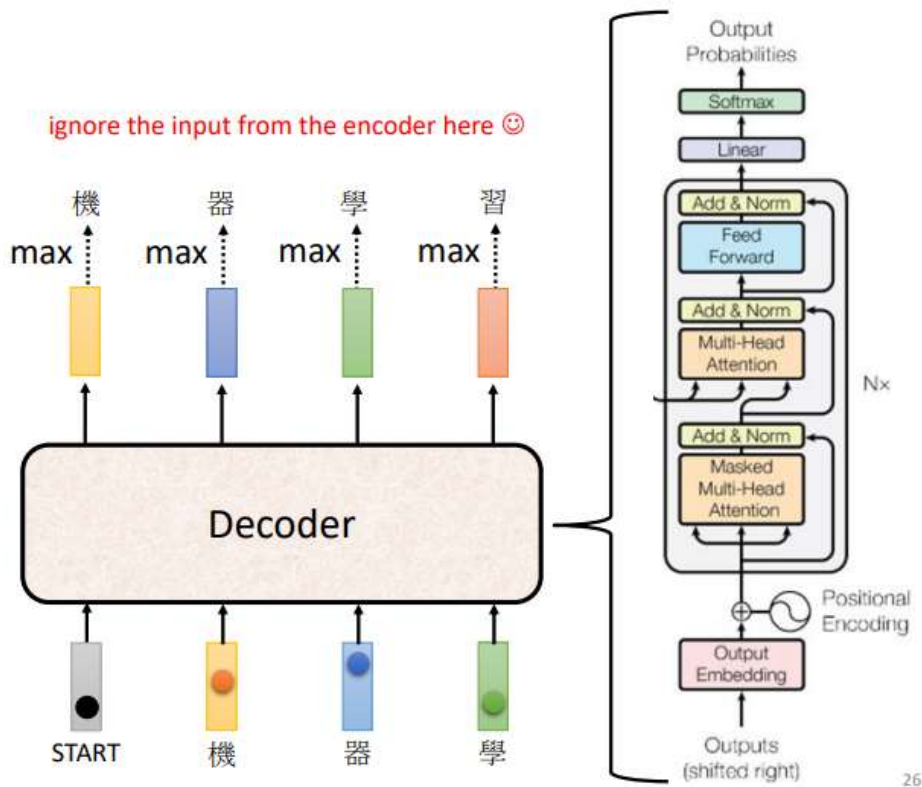 ignore the input from the encoder here ☺
機 器 學 習
max max max max
Decoder
START 機 器 學
Output
Probabilities
Softmax
Linear
Add & Norm
Feed
Forward
Add & Norm
Multi-Head
Attention
N×
Add & Norm
Masked
Multi-Head
Attention
Positional
Encoding
Output
Embedding
Outputs
(shifted right)
26